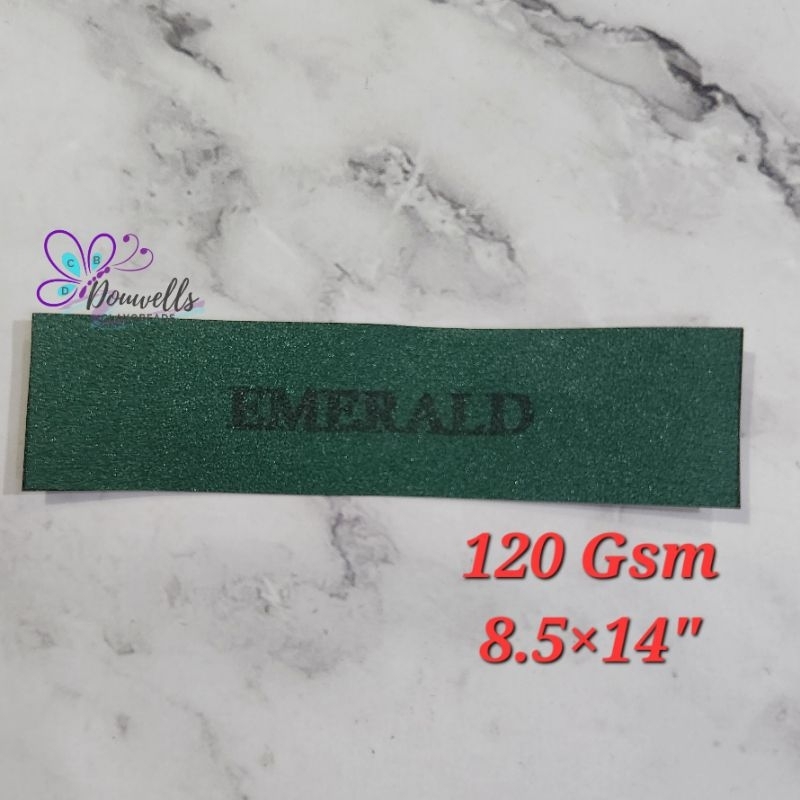 C B
D
Douwells
EMERALD
120 Gsm
8.5×14"